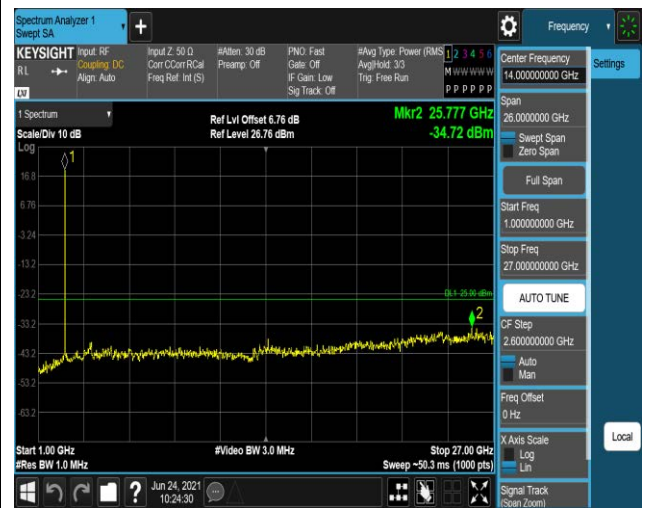 Spectrum Analyzer 1
Swept SA
Frequency
KEYSIGHT
RL
LXI
Input: RF
Coupling: DC
Align: Auto
Input Z: 50 Ω
Corr CCorr RCal
Freq Ref: Int (S)
#Atten: 30 dB
Preamp: Off
PNO: Fast
Gate: Off
IF Gain: Low
Sig Track: Off
#Avg Type: Power (RMS
Avg|Hold: 3/3
Trig: Free Run
1 2 3 4 5 6
M W W W W W
P P P P P P
1 Spectrum
Scale/Div 10 dB
Log
Ref Lvl Offset 6.76 dB
Ref Level 26.76 dBm
Mkr2 25.777 GHz
-34.72 dBm
1
16.8
6.76
-3.24
-13.2
-23.2
-33.2
-43.2
-53.2
-63.2
DL1 -25.00 dBm
2
Start 1.00 GHz
#Res BW 1.0 MHz
#Video BW 3.0 MHz
Stop 27.00 GHz
Sweep ~50.3 ms (1000 pts)
Jun 24, 2021
10:24:30
?
Center Frequency
14.000000000 GHz
Span
26.0000000 GHz
Swept Span
Zero Span
Full Span
Start Freq
1.000000000 GHz
Stop Freq
27.000000000 GHz
AUTO TUNE
CF Step
2.600000000 GHz
Auto
Man
Freq Offset
0 Hz
X Axis Scale
Log
Lin
Signal Track
(Span Zoom)
Settings
Local